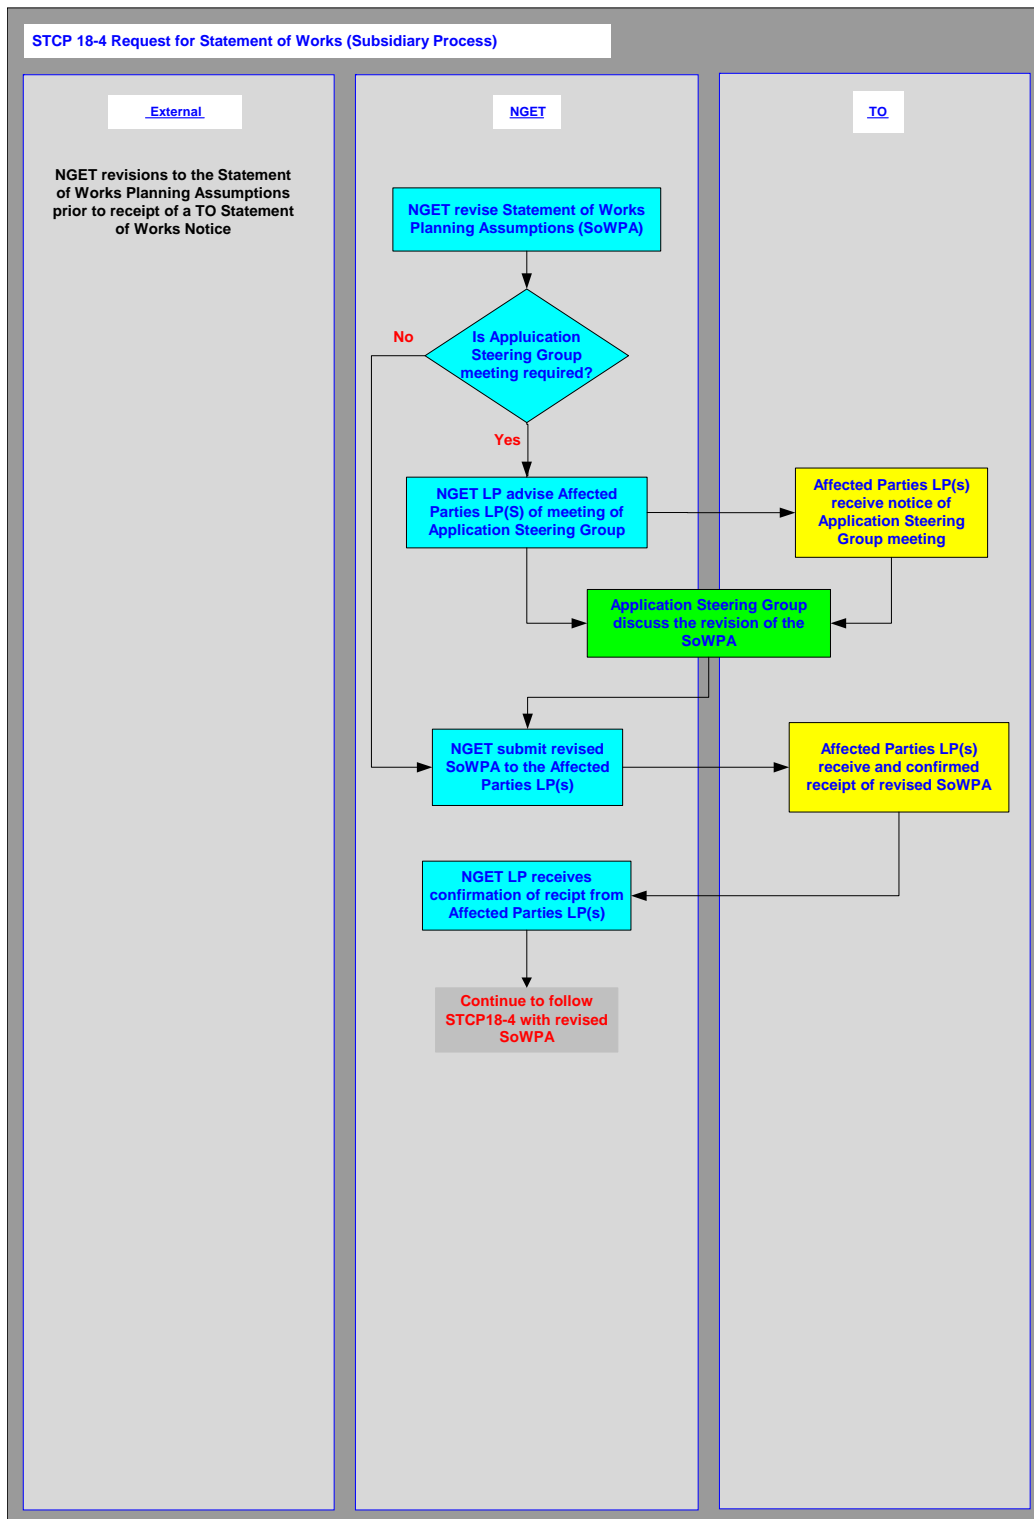 STCP 18-4 Request for Statement of Works (Subsidiary Process)
External
NGET
TO
NGET revisions to the Statement
of Works Planning Assumptions
prior to receipt of a TO Statement
of Works Notice
NGET revise Statement of Works
Planning Assumptions (SoWPA)
No
Is Appluication
Steering Group
meeting required?
Yes
NGET LP advise Affected
Parties LP(S) of meeting of
Application Steering Group
Affected Parties LP(s)
receive notice of
Application Steering
Group meeting
Application Steering Group
discuss the revision of the
SoWPA
NGET submit revised
SoWPA to the Affected
Parties LP(s)
Affected Parties LP(s)
receive and confirmed
receipt of revised SoWPA
NGET LP receives
confirmation of recipt from
Affected Parties LP(s)
Continue to follow
STCP18-4 with revised
SoWPA